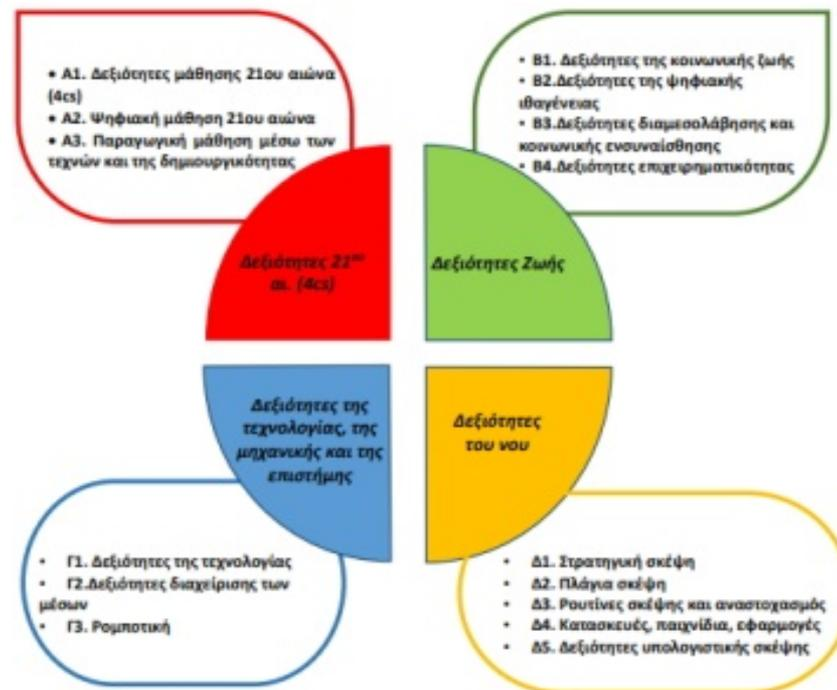 • Α1. Δεξιότητες μάθησης 21ου αιώνα
(4cs)
• Α2. Ψηφιακή μάθηση 21ου αιώνα
• Α3. Παραγωγική μάθηση μέσω των
τεχνών και της δημιουργικότητας
• Β1. Δεξιότητες της κοινωνικής ζωής
• Β2.Δεξιότητες της ψηφιακής
ιθαγένειας
• Β3.Δεξιότητες διαμεσολάβησης και
κοινωνικής ενσυναίσθησης
• Β4.Δεξιότητες επιχειρηματικότητας
Δεξιότητες 21ου
αι. (4cs)
Δεξιότητες Ζωής
Δεξιότητες της
τεχνολογίας, της
μηχανικής και της
επιστήμης
Δεξιότητες
του νου
• Γ1. Δεξιότητες της τεχνολογίας
• Γ2.Δεξιότητες διαχείρισης των
μέσων
• Γ3. Ρομποτική
• Δ1. Στρατηγική σκέψη
• Δ2. Πλάγια σκέψη
• Δ3. Ρουτίνες σκέψης και αναστοχασμός
• Δ4. Κατασκευές, παιχνίδια, εφαρμογές
• Δ5. Δεξιότητες υπολογιστικής σκέψης